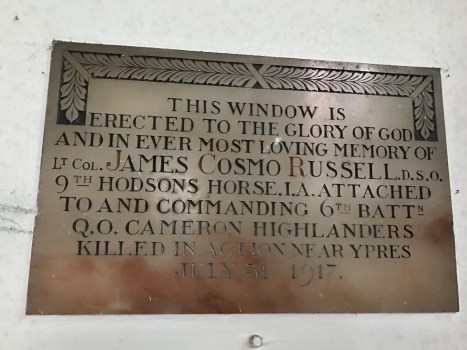 THIS WINDOW IS
ERECTED TO THE GLORY OF GOD
AND IN EVER MOST LOVING MEMORY OF
LT COL. JAMES COSMO RUSSELL.D.S.O.
9TH HODSONS HORSE.I.A. ATTACHED
TO AND COMMANDING 6TH BATTN
Q.O. CAMERON HIGHLANDERS
KILLED IN ACTION NEAR YPRES
JULY 31 1917.